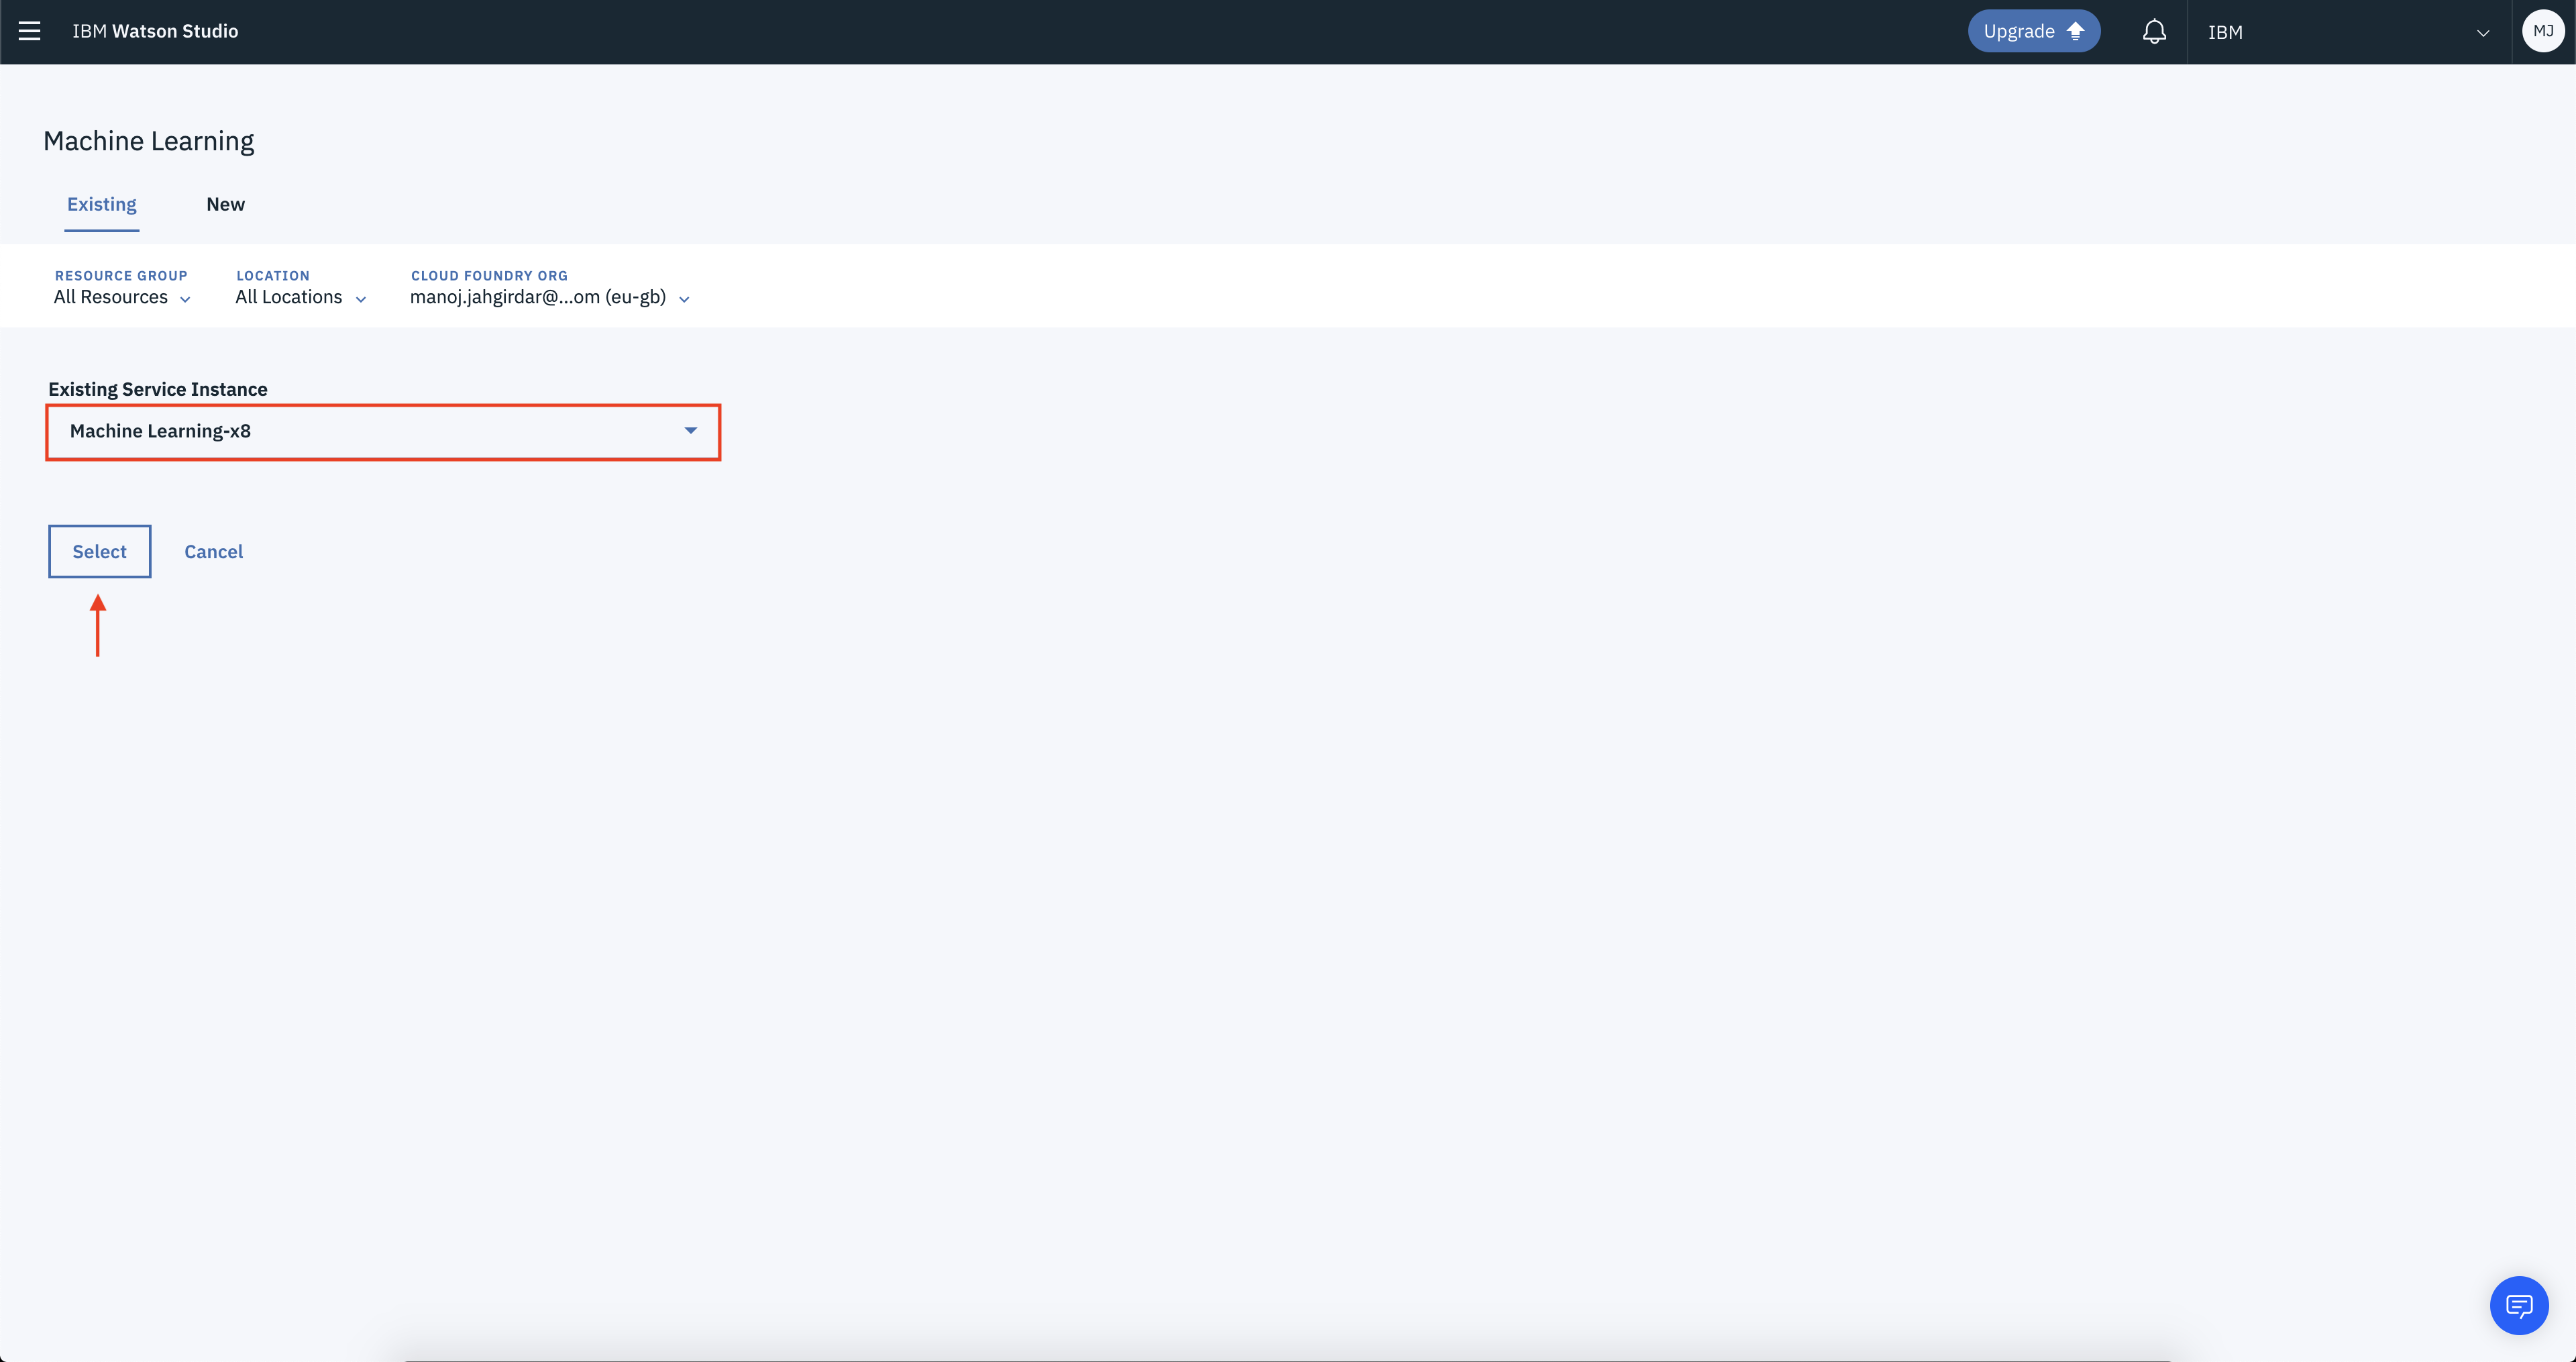 IBM Watson Studio
Upgrade
IBM
MJ
Machine Learning
Existing New
RESOURCE GROUP LOCATION CLOUD FOUNDRY ORG
All Resources All Locations manoj.jahgirdar@...om (eu-gb)
Existing Service Instance
Machine Learning-x8
Select Cancel